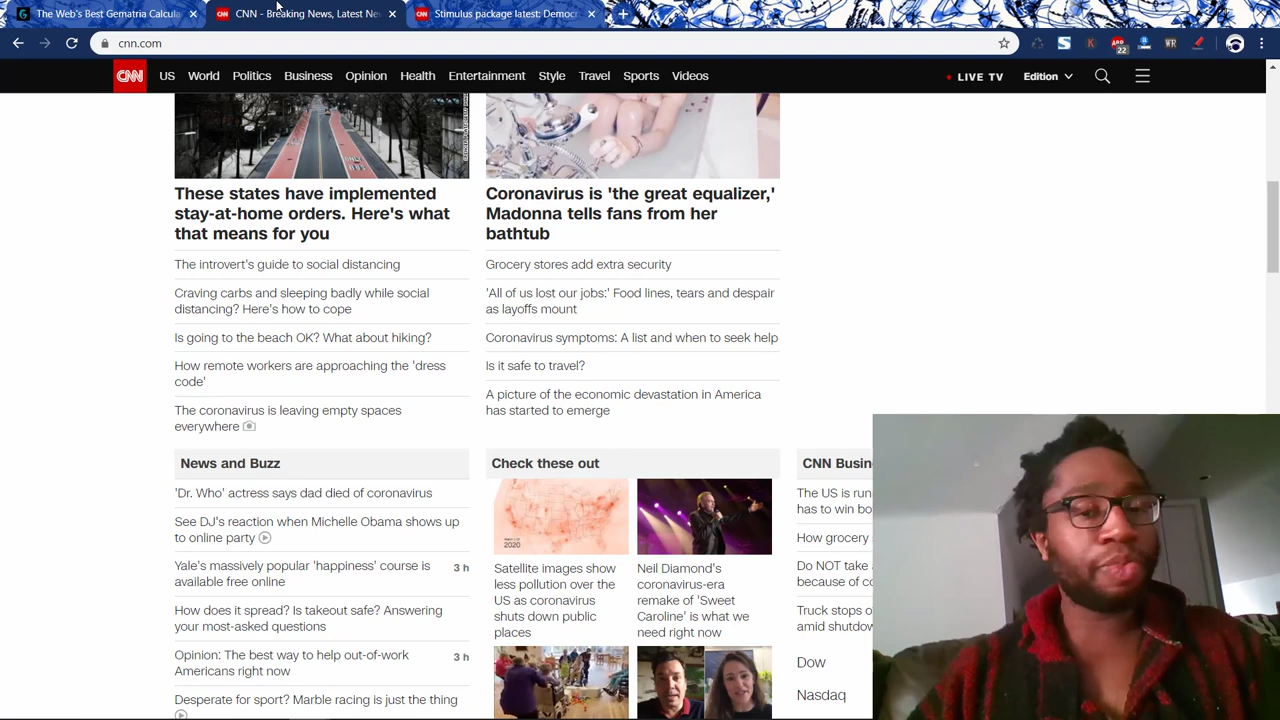 The Web's Best Gematria Calcula
CNN - Breaking News, Latest Ne
Stimulus package latest: Democ
cnn.com
22
WR
CNN
US World Politics Business Opinion Health Entertainment Style Travel Sports Videos
LIVE TV
Edition
These states have implemented
stay-at-home orders. Here's what
that means for you
The introvert's guide to social distancing
Craving carbs and sleeping badly while social
distancing? Here's how to cope
Is going to the beach OK? What about hiking?
How remote workers are approaching the 'dress
code'
The coronavirus is leaving empty spaces
everywhere
Coronavirus is 'the great equalizer,'
Madonna tells fans from her
bathtub
Grocery stores add extra security
'All of us lost our jobs:' Food lines, tears and despair
as layoffs mount
Coronavirus symptoms: A list and when to seek help
Is it safe to travel?
A picture of the economic devastation in America
has started to emerge
News and Buzz
'Dr. Who' actress says dad died of coronavirus
See DJ's reaction when Michelle Obama shows up
to online party
Yale's massively popular 'happiness' course is
available free online
3 h
How does it spread? Is takeout safe? Answering
your most-asked questions
Opinion: The best way to help out-of-work
Americans right now
3 h
Desperate for sport? Marble racing is just the thing
Check these out
2020
Satellite images show
less pollution over the
US as coronavirus
shuts down public
places
Neil Diamond's
coronavirus-era
remake of 'Sweet
Caroline' is what we
need right now
CNN Busin
The US is run
has to win bo
How grocery
Do NOT take
because of co
Truck stops o
amid shutdow
Dow
Nasdaq